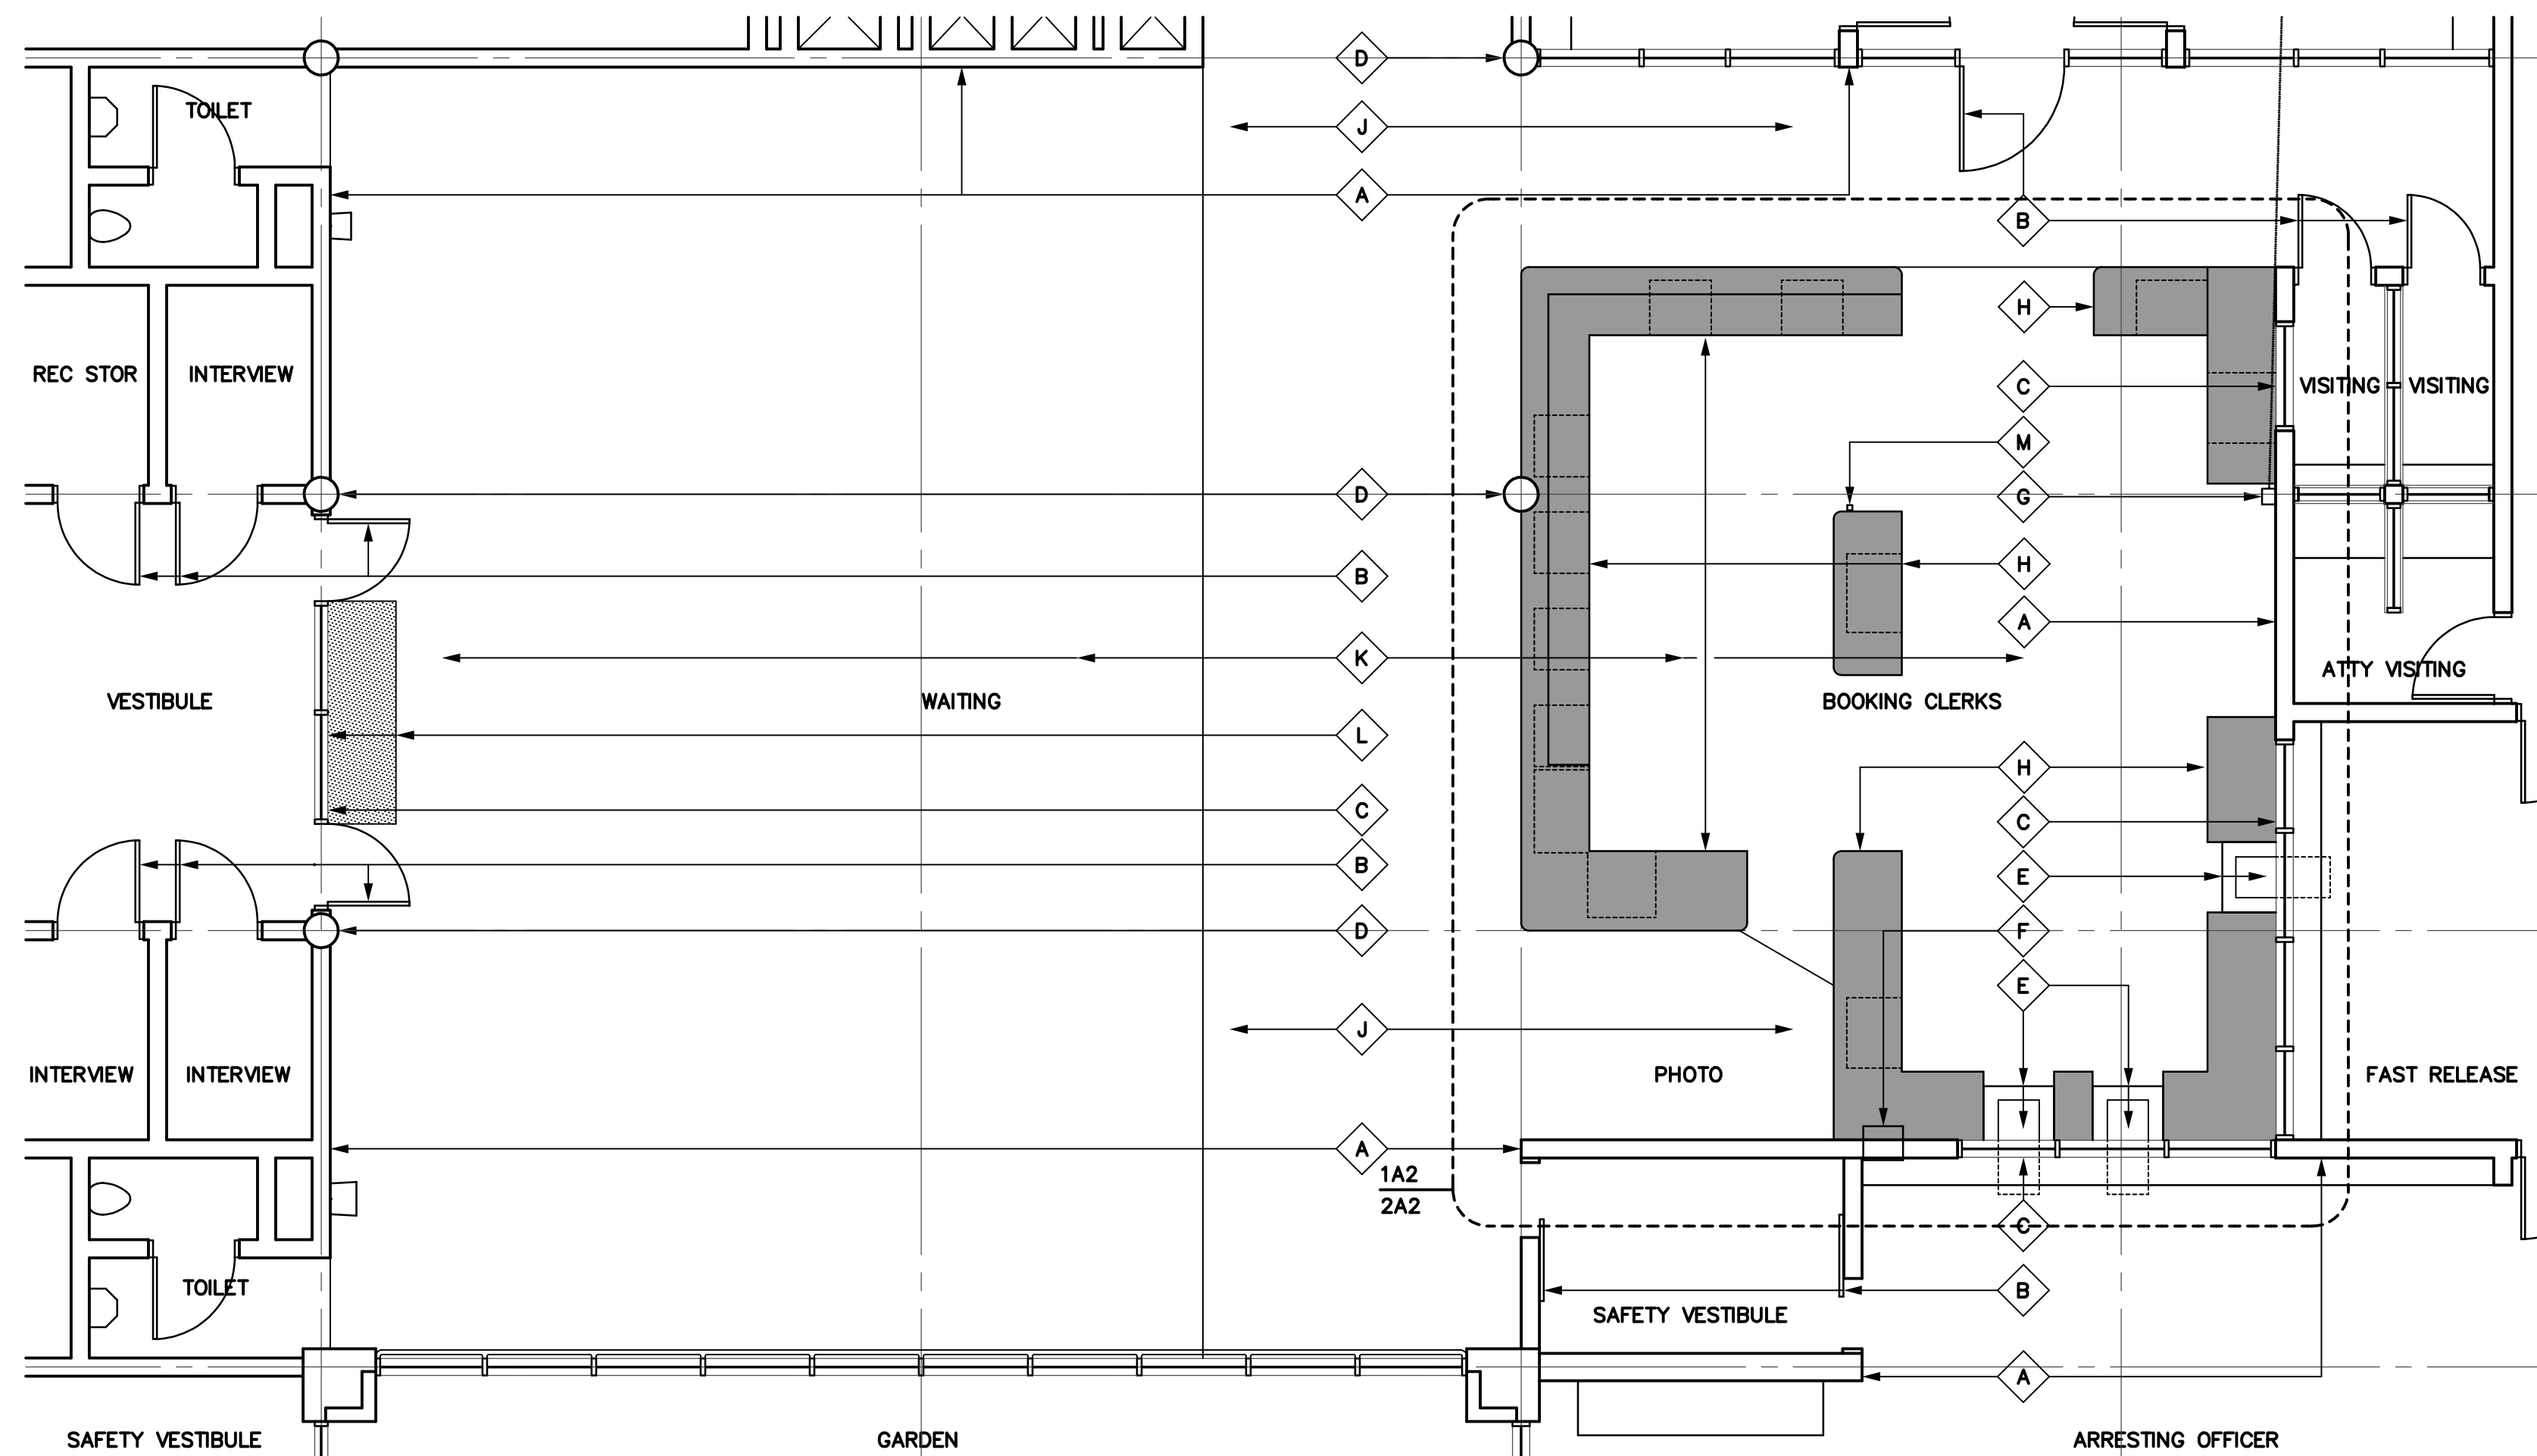 D
TOILET
J
A
B
H
REC STOR
INTERVIEW
C
VISITING
VISITING
M
D
G
H
B
A
K
ATTY VISITING
VESTIBULE
WAITING
BOOKING CLERKS
L
H
C
C
B
E
D
F
E
J
INTERVIEW
INTERVIEW
PHOTO
FAST RELEASE
A
1A2
2A2
C
TOILET
B
SAFETY VESTIBULE
A
SAFETY VESTIBULE
GARDEN
ARRESTING OFFICER